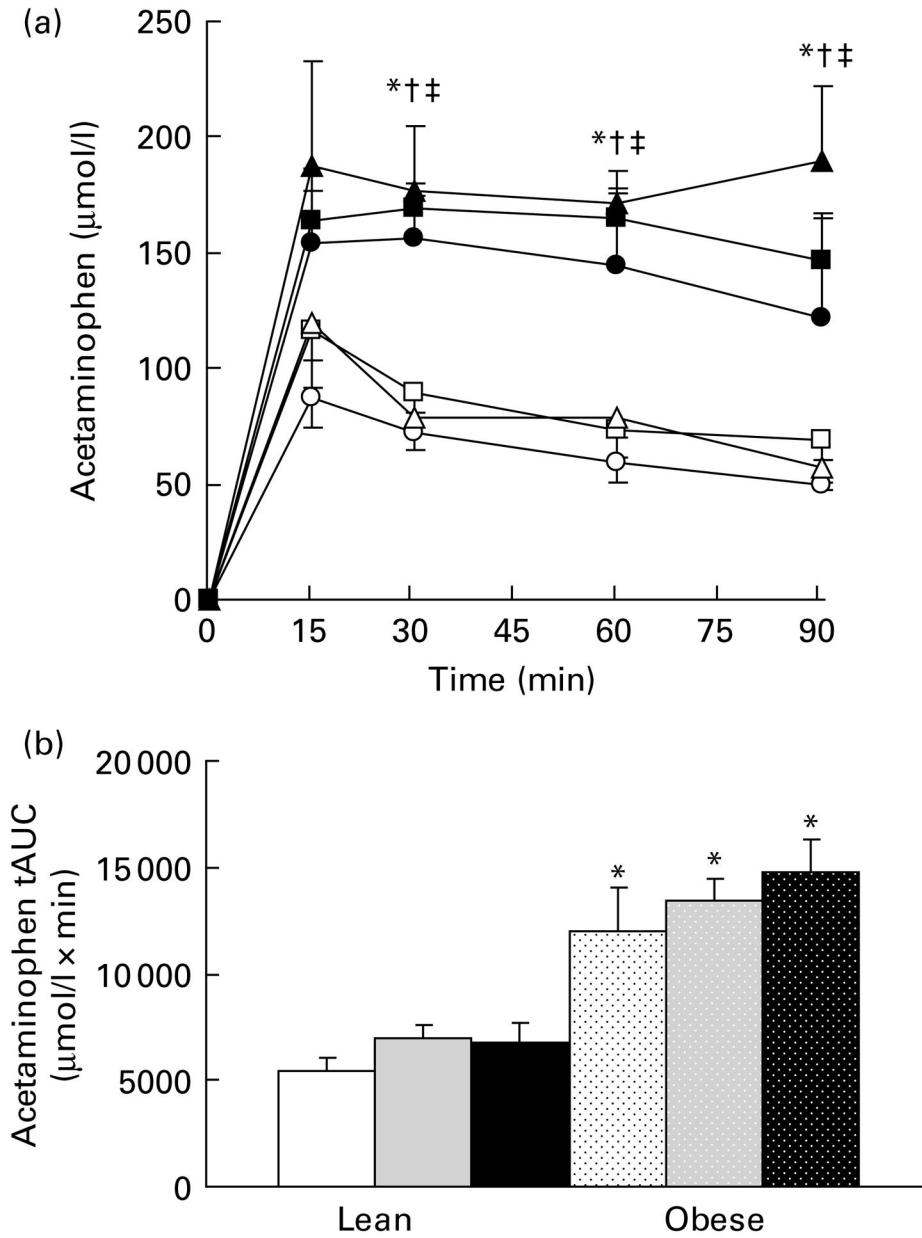 (a)
250
200
150
100
50
0
Acetaminophen (μmol/l)
*†‡
*†‡
*†‡
0 15 30 45 60 75 90
Time (min)
(b)
20 000
15 000
10 000
5000
0
Acetaminophen tAUC
(μmol/l × min)
*
*
*
Lean Obese